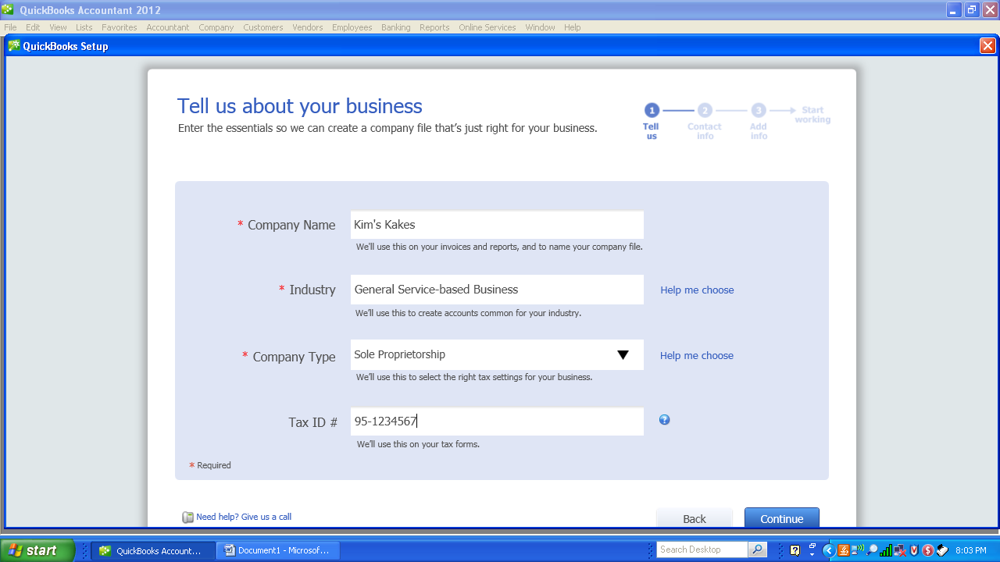 QuickBooks Accountant 2012
File Edit View Lists Favorites Accountant Company Customers Vendors Employees Banking Reports Online Services Window Help
QuickBooks Setup
Tell us about your business
Enter the essentials so we can create a company file that's just right for your business.
1 2 3 Start working
Tell us
Contact info
Add info
* Company Name Kim's Kakes
We'll use this on your invoices and reports, and to name your company file.
* Industry General Service-based Business Help me choose
We'll use this to create accounts common for your industry.
* Company Type Sole Proprietorship Help me choose
We'll use this to select the right tax settings for your business.
Tax ID # 95-1234567 ?
We'll use this on your tax forms.
* Required
Need help? Give us a call Back Continue
start QuickBooks Account... Document1 - Microsof... Search Desktop 8:03 PM